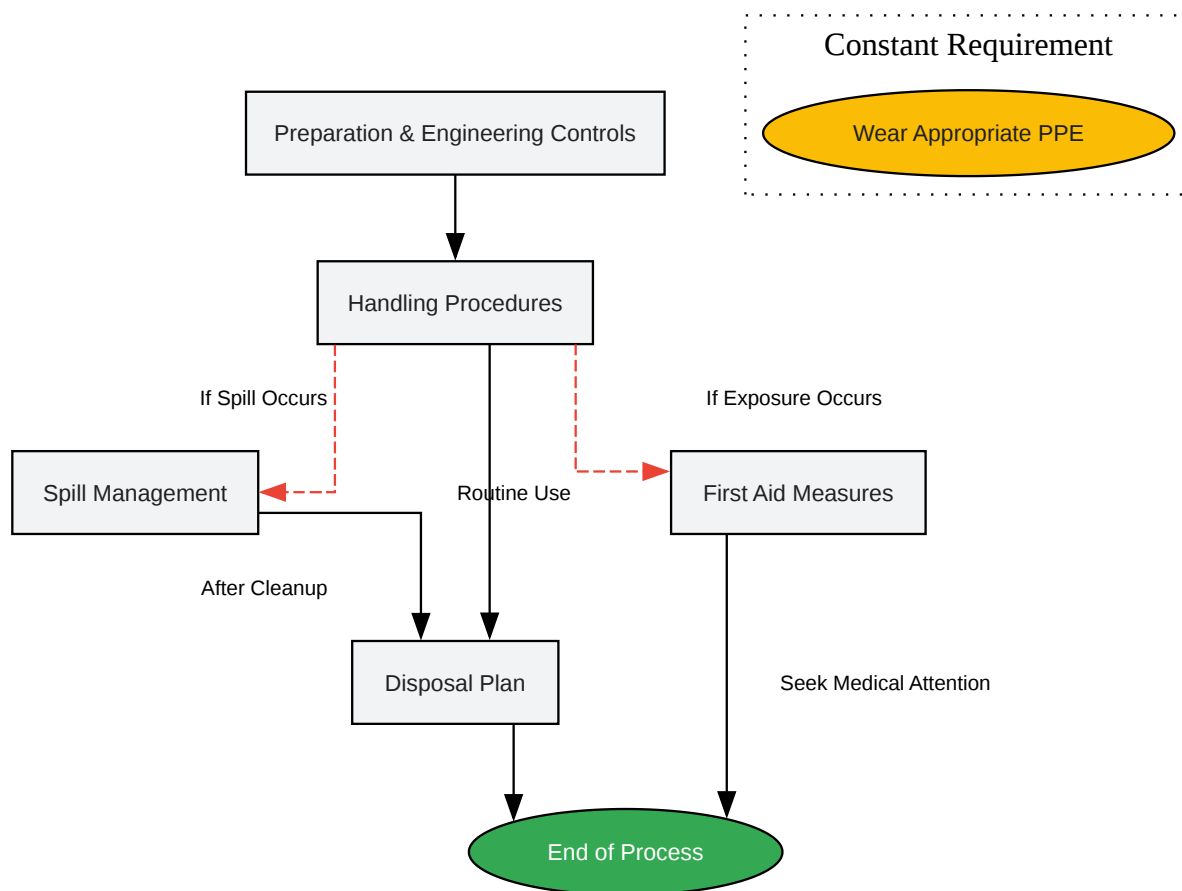 Constant Requirement
Preparation & Engineering Controls
Wear Appropriate PPE
Handling Procedures
If Spill Occurs
If Exposure Occurs
Spill Management
Routine Use
First Aid Measures
After Cleanup
Disposal Plan
Seek Medical Attention
End of Process